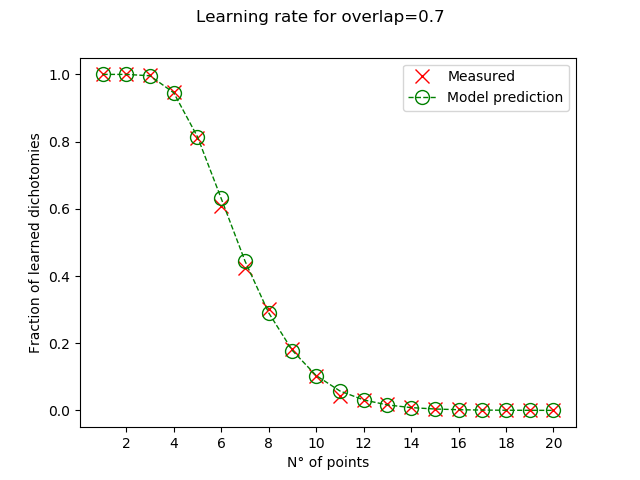 Learning rate for overlap=0.7
Measured
Model prediction
1.0
0.8
0.6
0.4
0.2
0.0
Fraction of learned dichotomies
2 4 6 8 10 12 14 16 18 20
N° of points